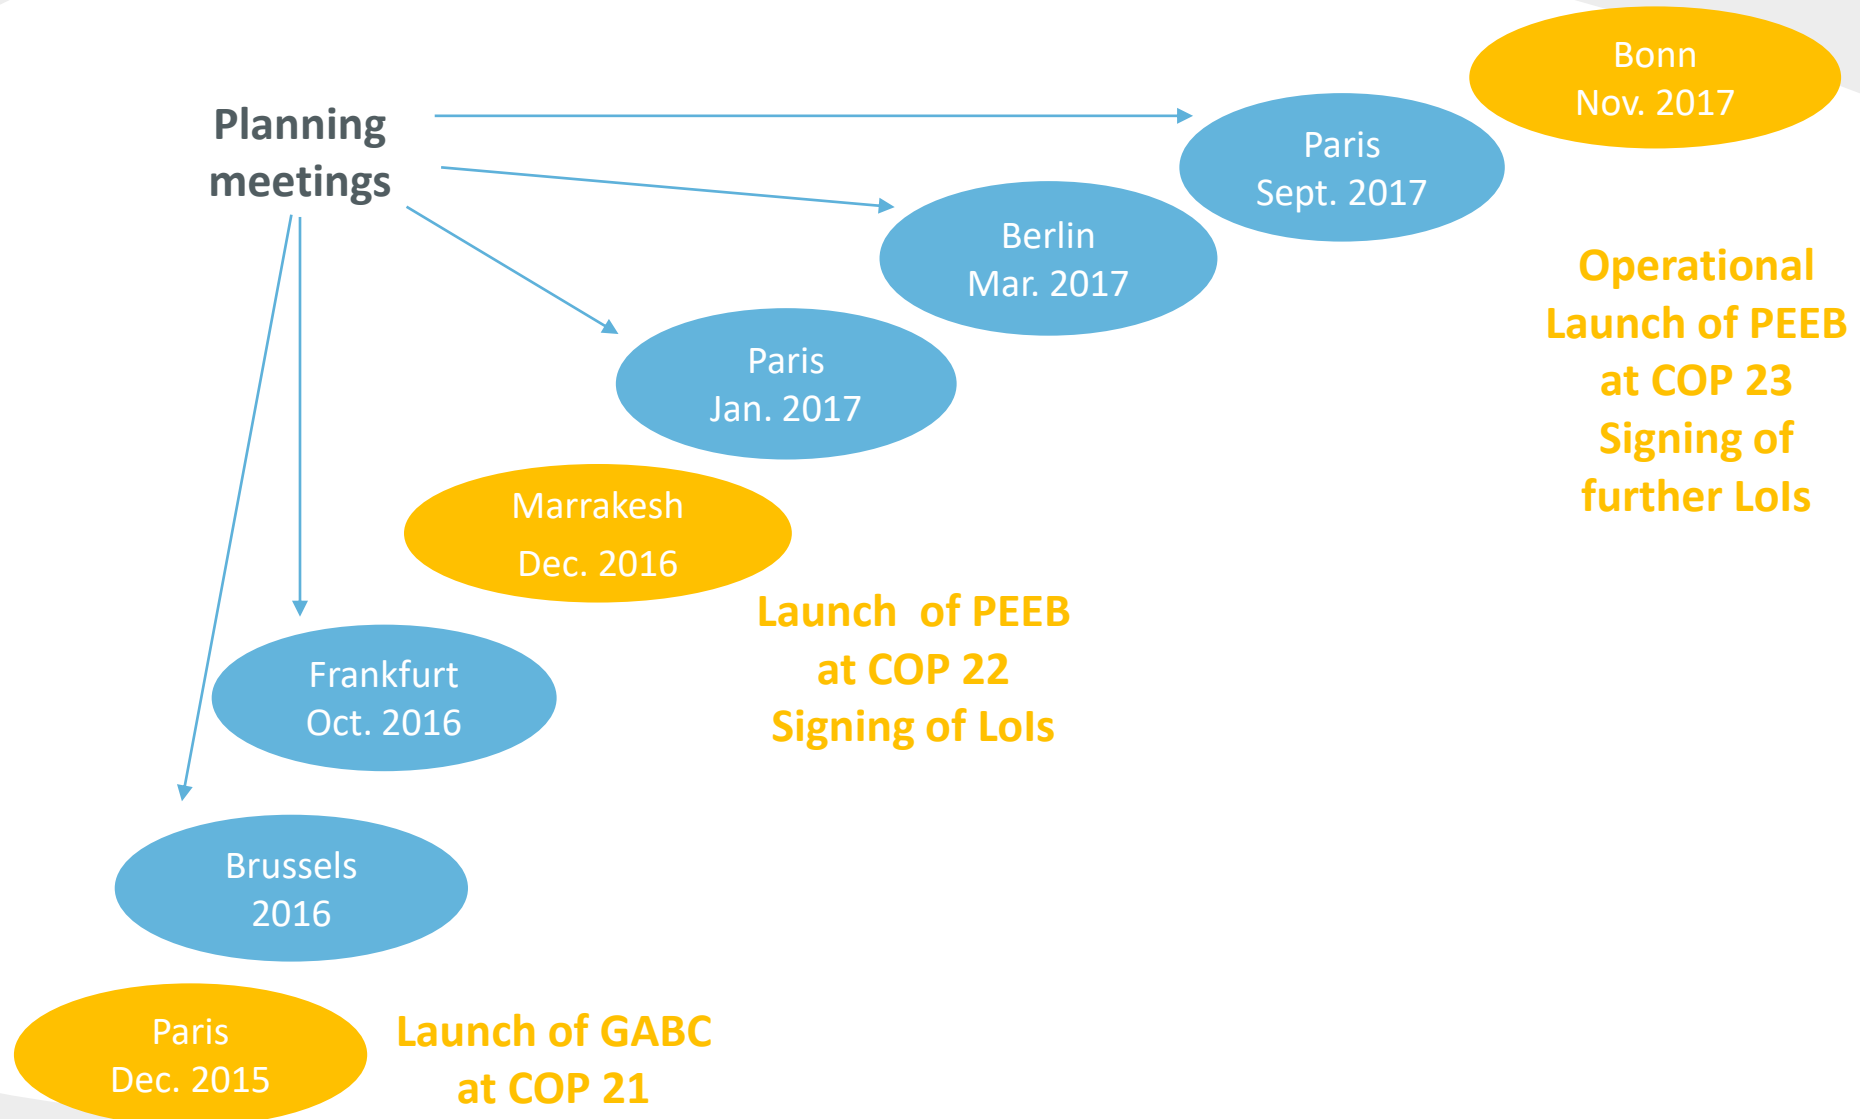 Bonn
Nov. 2017
Planning
meetings
Paris
Sept. 2017
Berlin
Mar. 2017
Operational
Launch of PEEB
at COP 23
Signing of
further LoIs
Paris
Jan. 2017
Marrakesh
Dec. 2016
Launch of PEEB
at COP 22
Signing of LoIs
Frankfurt
Oct. 2016
Brussels
2016
Paris
Dec. 2015
Launch of GABC
at COP 21